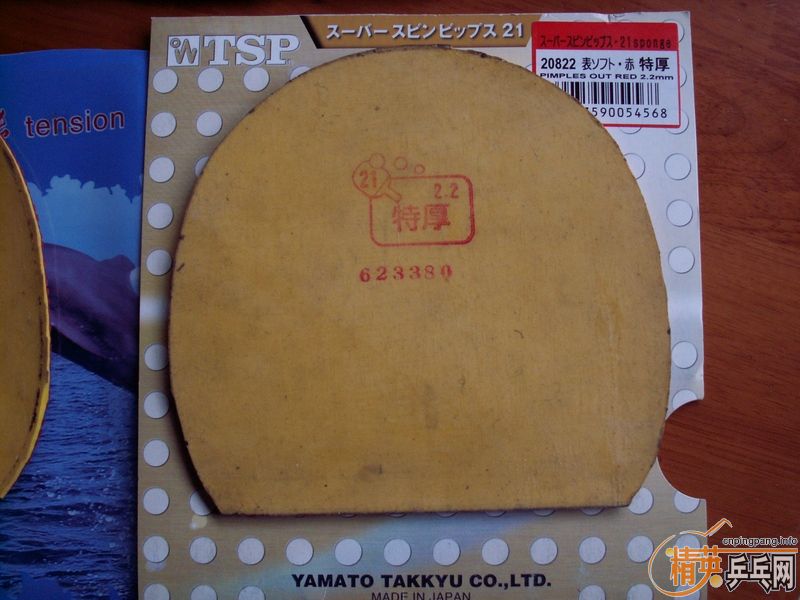 TSP
スーパースピンピップス 21
スーパースピンピップス・21sponge
20822 表ソフト・赤 特厚
PIMPLES OUT RED 2.2mm
590054568
tension
21
2.2
特厚
623380
YAMATO TAKKYU CO.,LTD.
MADE IN JAPAN
cnpingpang.info
精英乒乓网